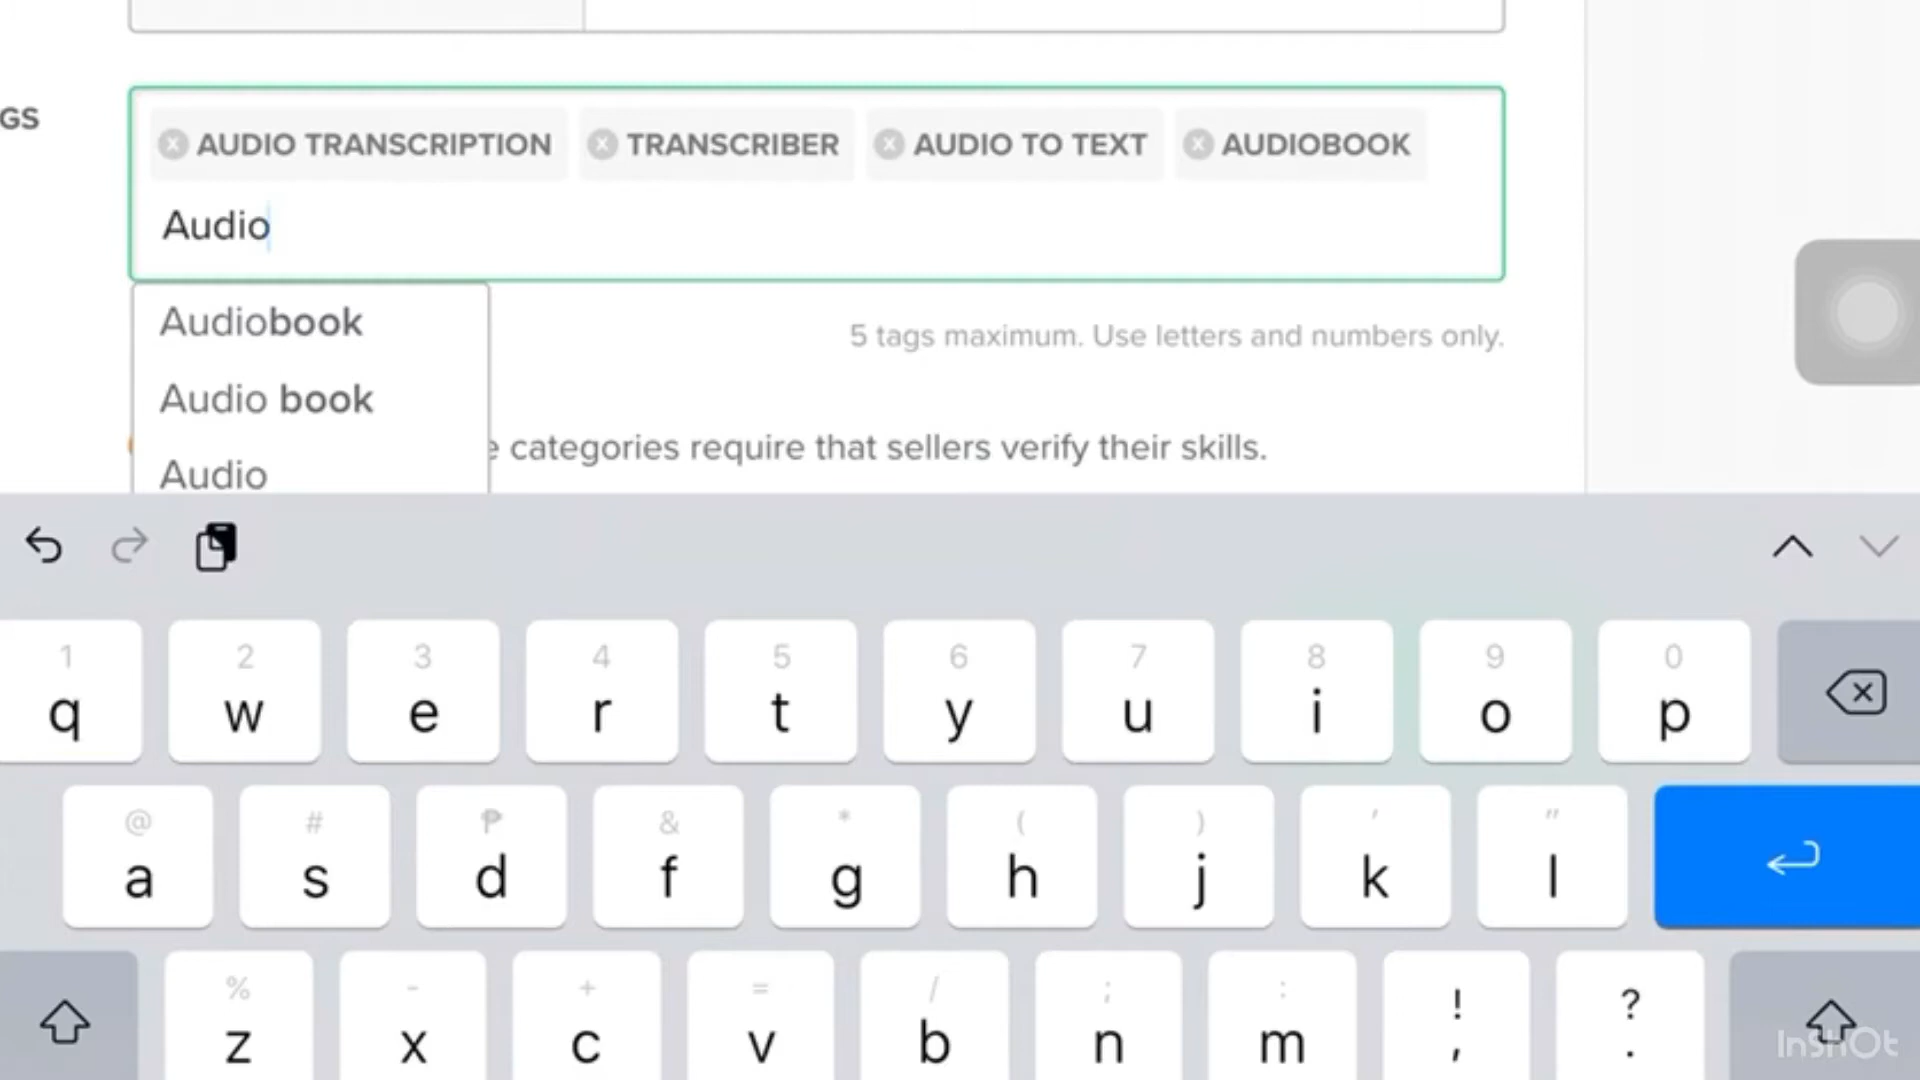 GS
AUDIO TRANSCRIPTION TRANSCRIBER AUDIO TO TEXT AUDIOBOOK
Audio
Audiobook
5 tags maximum. Use letters and numbers only.
Audio book
e categories require that sellers verify their skills.
Audio
1 2 3 4 5 6 7 8 9 0
q w e r t y u i o p
@ # ₱ & * ( ) ' "
a s d f g h j k l
% - + = / ; : ! ?
z x c v b n m , .
InShOt